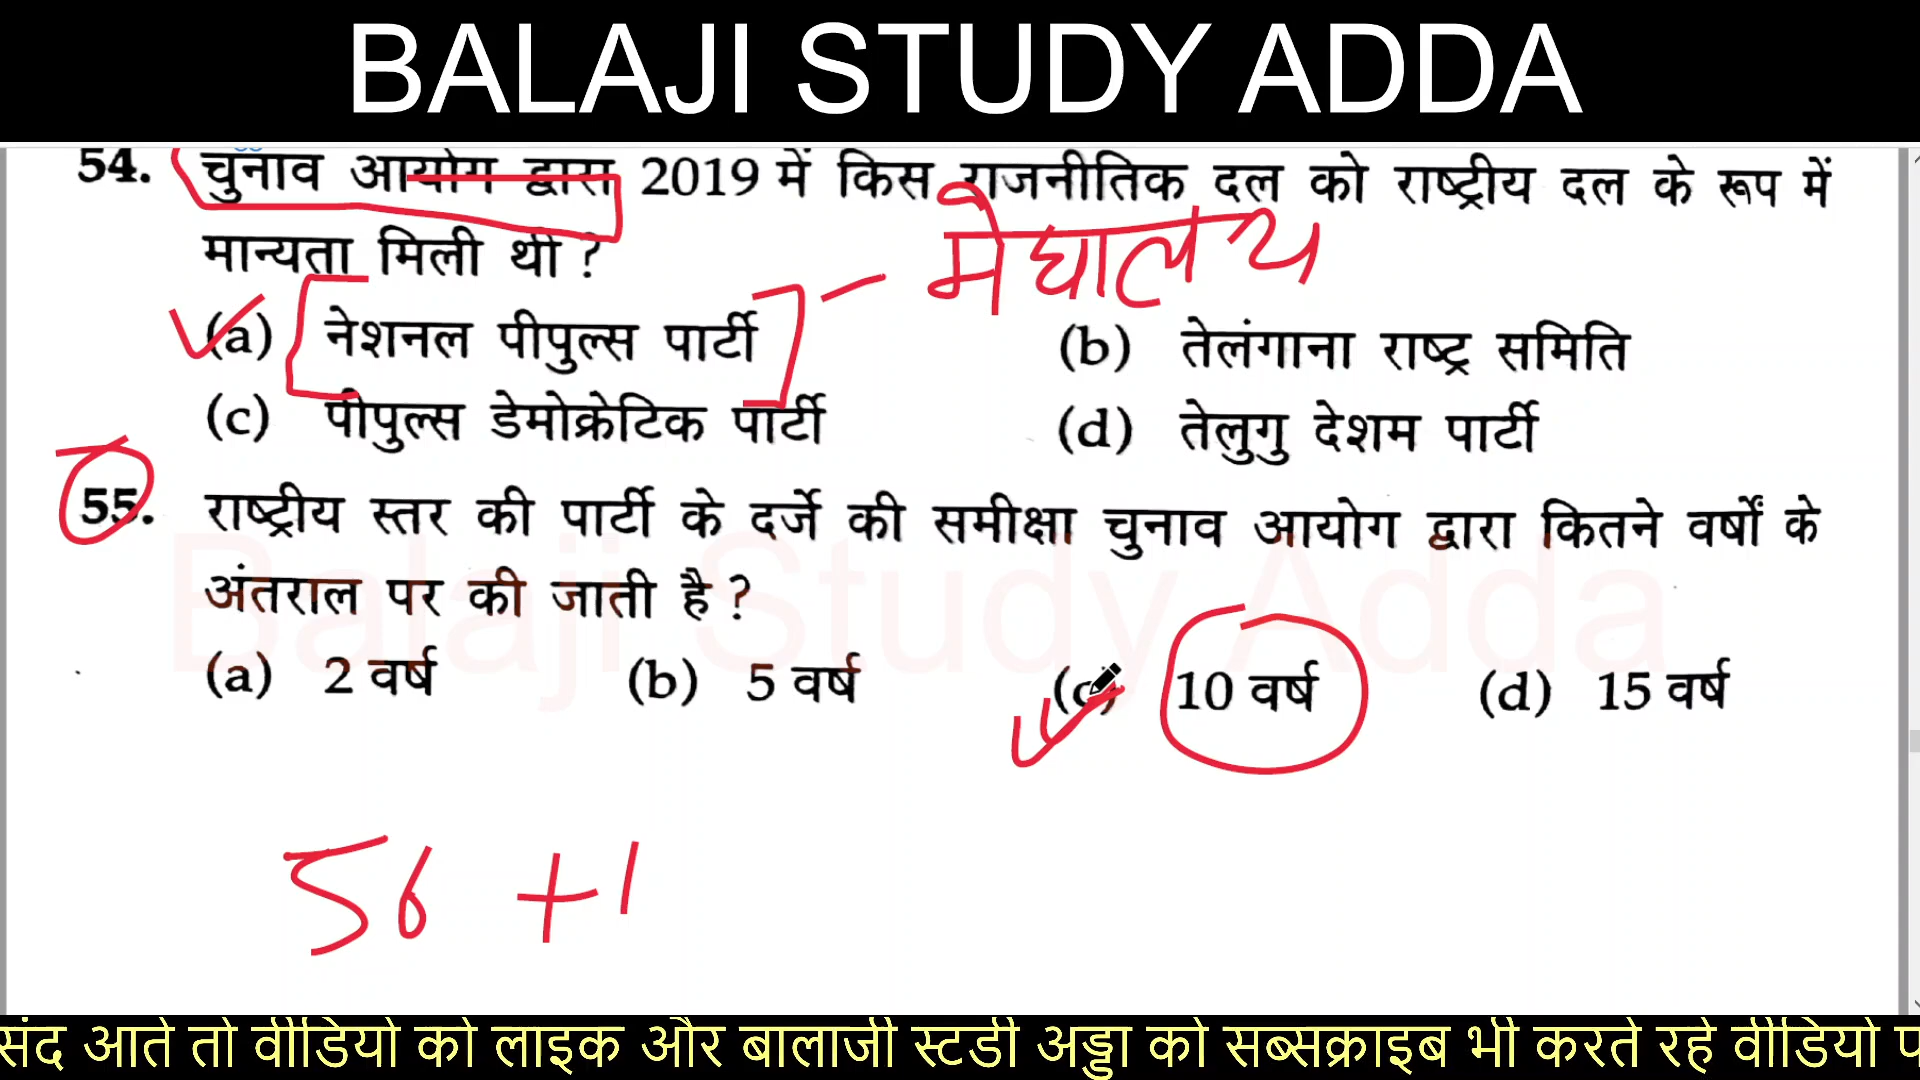 BALAJI STUDY ADDA
54. चुनाव आयोग द्वारा 2019 में किस राजनीतिक दल को राष्ट्रीय दल के रूप में
मान्यता मिली थी ?
मेघालय
(a) नेशनल पीपुल्स पार्टी (b) तेलंगाना राष्ट्र समिति
(c) पीपुल्स डेमोक्रेटिक पार्टी (d) तेलुगु देशम पार्टी
55. राष्ट्रीय स्तर की पार्टी के दर्जे की समीक्षा चुनाव आयोग द्वारा कितने वर्षों के
अंतराल पर की जाती है ?
Balaji Study Adda
(a) 2 वर्ष (b) 5 वर्ष (c) 10 वर्ष (d) 15 वर्ष
56 +1
संद आते तो वीडियो को लाइक और बालाजी स्टडी अड्डा को सब्सक्राइब भी करते रहे वीडियो प